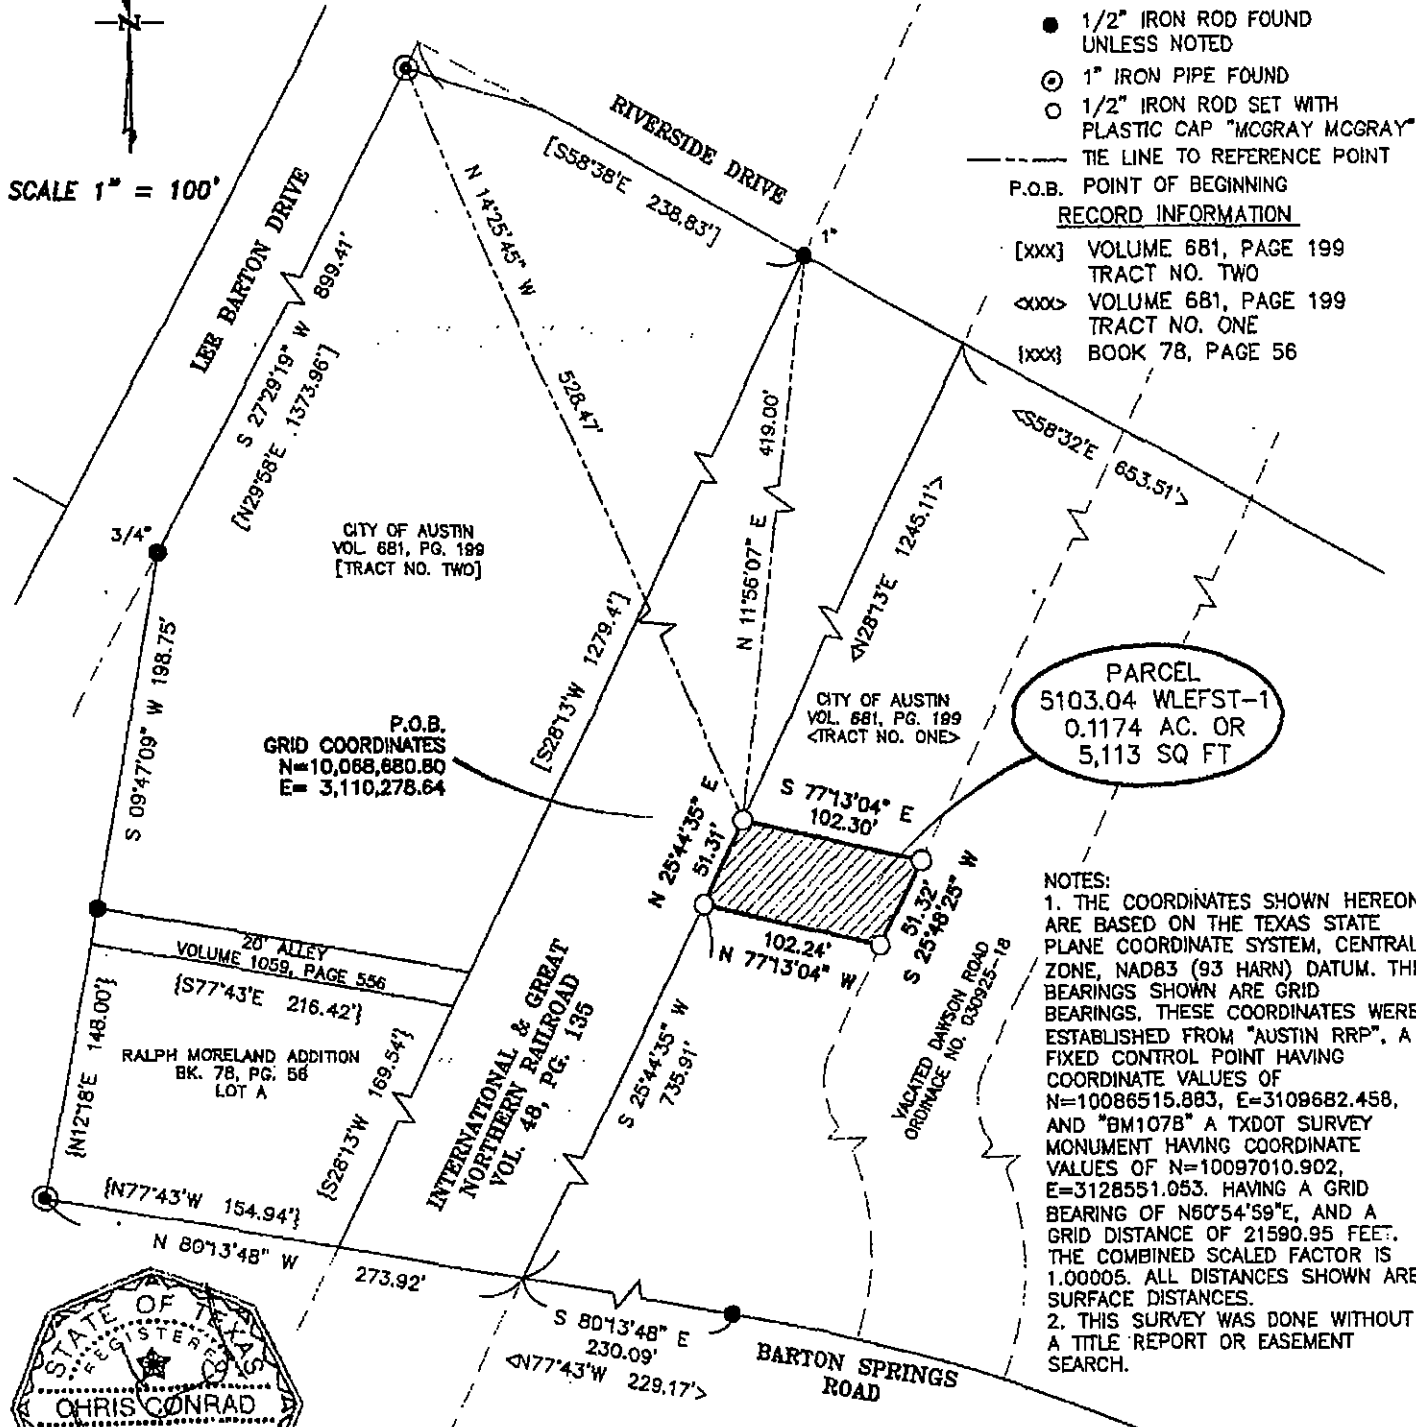 N
SCALE 1" = 100'
1/2" IRON ROD FOUND
UNLESS NOTED
1" IRON PIPE FOUND
1/2" IRON ROD SET WITH
PLASTIC CAP "MCGRAY MCGRAY"
TIE LINE TO REFERENCE POINT
P.O.B. POINT OF BEGINNING
RECORD INFORMATION
[XXX] VOLUME 681, PAGE 199
TRACT NO. TWO
<XXX> VOLUME 681, PAGE 199
TRACT NO. ONE
{XXX} BOOK 78, PAGE 56
RIVERSIDE DRIVE
[S58°38'E 238.83']
1"
LEE BARTON DRIVE
S 27°29'19" W 899.41'
[N29°58'E 1373.96']
N 14°25'45" W
528.47'
419.00'
N 11°56'07" E
<S58°32'E 653.51'>
<N28°13'E 1245.11'>
3/4"
CITY OF AUSTIN
VOL. 681, PG. 199
[TRACT NO. TWO]
S 09°47'09" W 198.75'
[S28°13'W 1279.4']
P.O.B.
GRID COORDINATES
N=10,068,680.80
E= 3,110,278.64
CITY OF AUSTIN
VOL. 681, PG. 199
<TRACT NO. ONE>
PARCEL
5103.04 WLEFST-1
0.1174 AC. OR
5,113 SQ FT
S 77°13'04" E
102.30'
N 25°44'35" E
51.31'
51.32'
S 25°48'25" W
102.24'
N 77°13'04" W
20' ALLEY
VOLUME 1059, PAGE 556
{S77°43'E 216.42'}
{N12°18'E 148.00'}
RALPH MORELAND ADDITION
BK. 78, PG. 56
LOT A
{S28°13'W 169.54'}
INTERNATIONAL & GREAT
NORTHERN RAILROAD
VOL. 48, PG. 135
S 25°44'35" W
735.91'
VACATED DAWSON ROAD
ORDINACE NO. 030925-18
{N77°43'W 154.94'}
N 80°13'48" W
273.92'
S 80°13'48" E
230.09'
<N77°43'W 229.17'>
BARTON SPRINGS
ROAD
NOTES:
1. THE COORDINATES SHOWN HEREON
ARE BASED ON THE TEXAS STATE
PLANE COORDINATE SYSTEM, CENTRAL
ZONE, NAD83 (93 HARN) DATUM. THE
BEARINGS SHOWN ARE GRID
BEARINGS. THESE COORDINATES WERE
ESTABLISHED FROM "AUSTIN RRP", A
FIXED CONTROL POINT HAVING
COORDINATE VALUES OF
N=10086515.883, E=3109682.458,
AND "BM1078" A TXDOT SURVEY
MONUMENT HAVING COORDINATE
VALUES OF N=10097010.902,
E=3128551.053. HAVING A GRID
BEARING OF N60°54'59"E, AND A
GRID DISTANCE OF 21590.95 FEET.
THE COMBINED SCALED FACTOR IS
1.00005. ALL DISTANCES SHOWN ARE
SURFACE DISTANCES.
2. THIS SURVEY WAS DONE WITHOUT
A TITLE REPORT OR EASEMENT
SEARCH.
STATE OF TEXAS
REGISTERED
CHRIS CONRAD